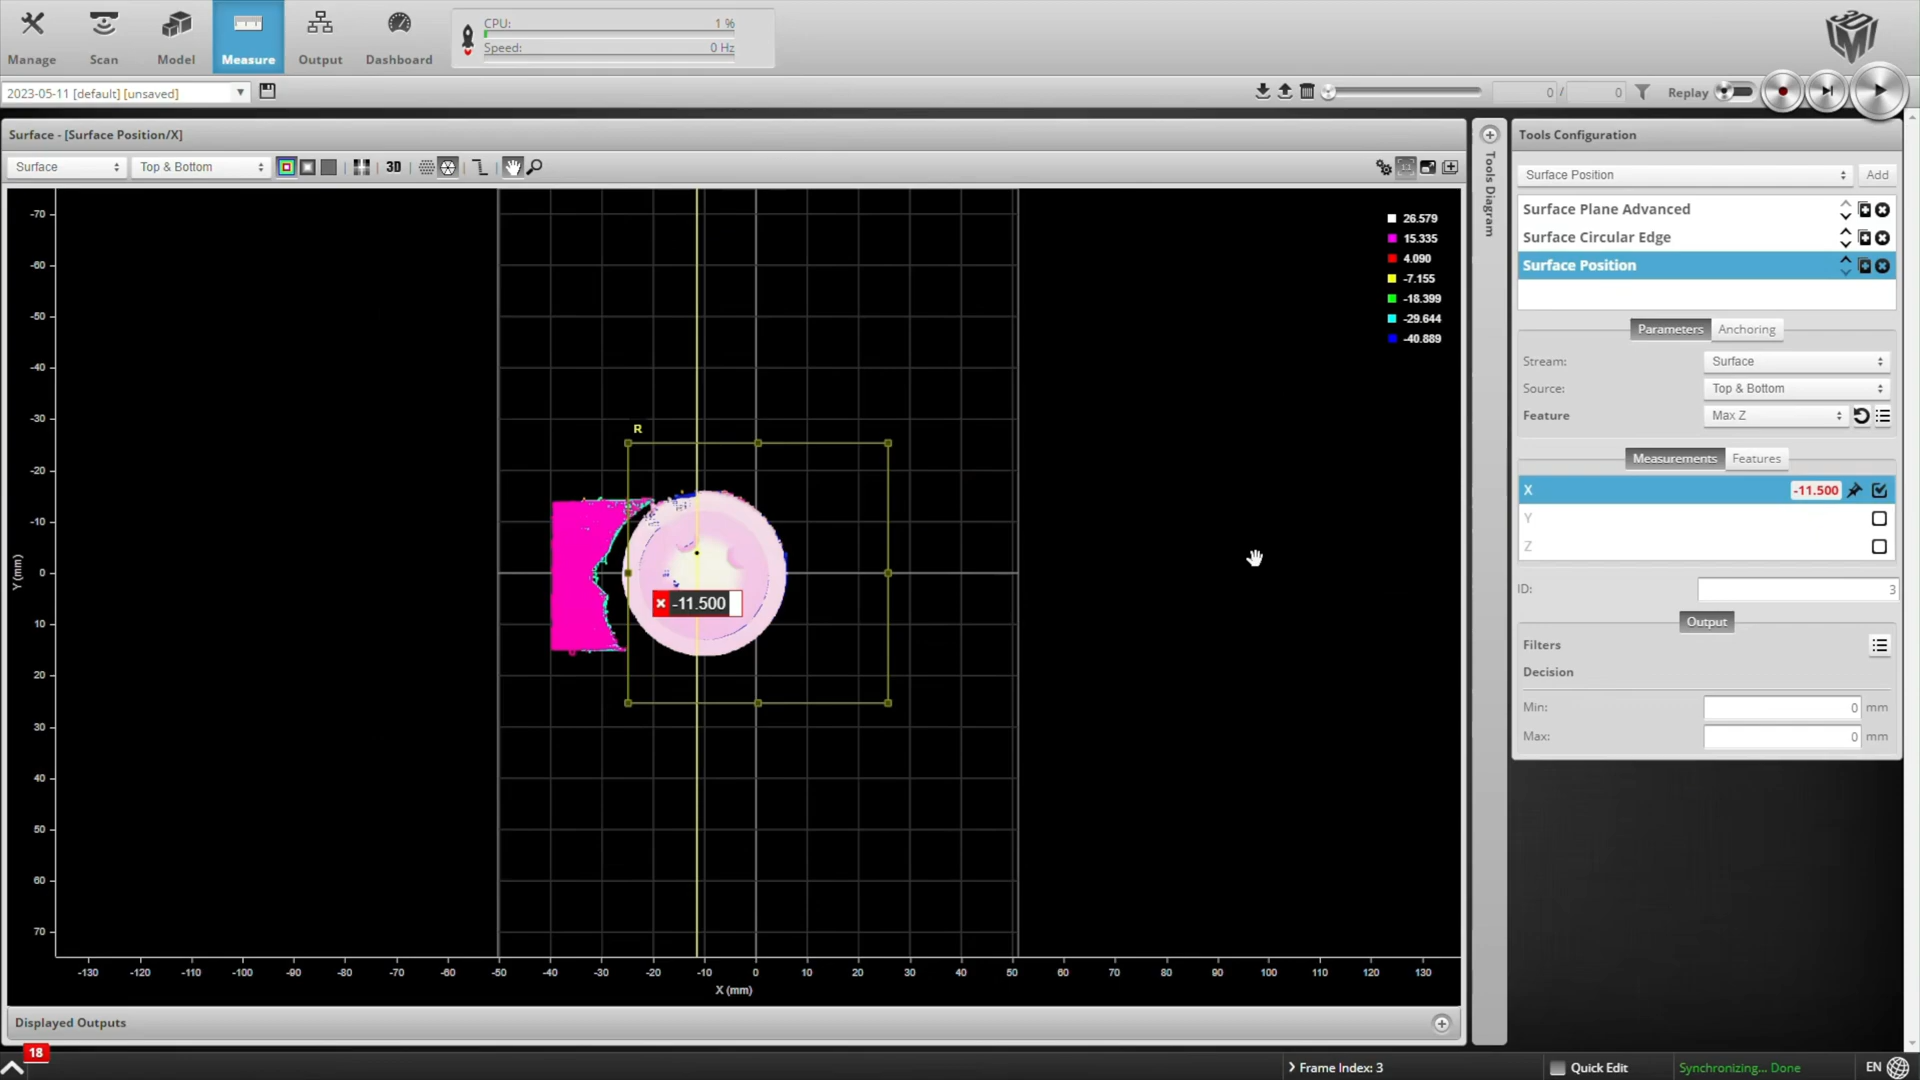 Manage
Scan
Model
Measure
Output
Dashboard
CPU: 1 %
Speed: 0 Hz
2023-05-11 [default] [unsaved]
0 / 0
Replay
Surface - [Surface Position/X]
Surface
Top & Bottom
3D
Tools Diagram
Tools Configuration
Surface Position
Add
Surface Plane Advanced
Surface Circular Edge
Surface Position
Parameters
Anchoring
Stream: Surface
Source: Top & Bottom
Feature Max Z
Measurements
Features
X -11.500
Y
Z
ID: 3
Output
Filters
Decision
Min: 0 mm
Max: 0 mm
26.579
15.335
4.090
-7.155
-18.399
-29.644
-40.889
R
-11.500
-70
-60
-50
-40
-30
-20
-10
0
10
20
30
40
50
60
70
Y (mm)
-130 -120 -110 -100 -90 -80 -70 -60 -50 -40 -30 -20 -10 0 10 20 30 40 50 60 70 80 90 100 110 120 130
X (mm)
Displayed Outputs
18
Frame Index: 3
Quick Edit
Synchronizing... Done
EN